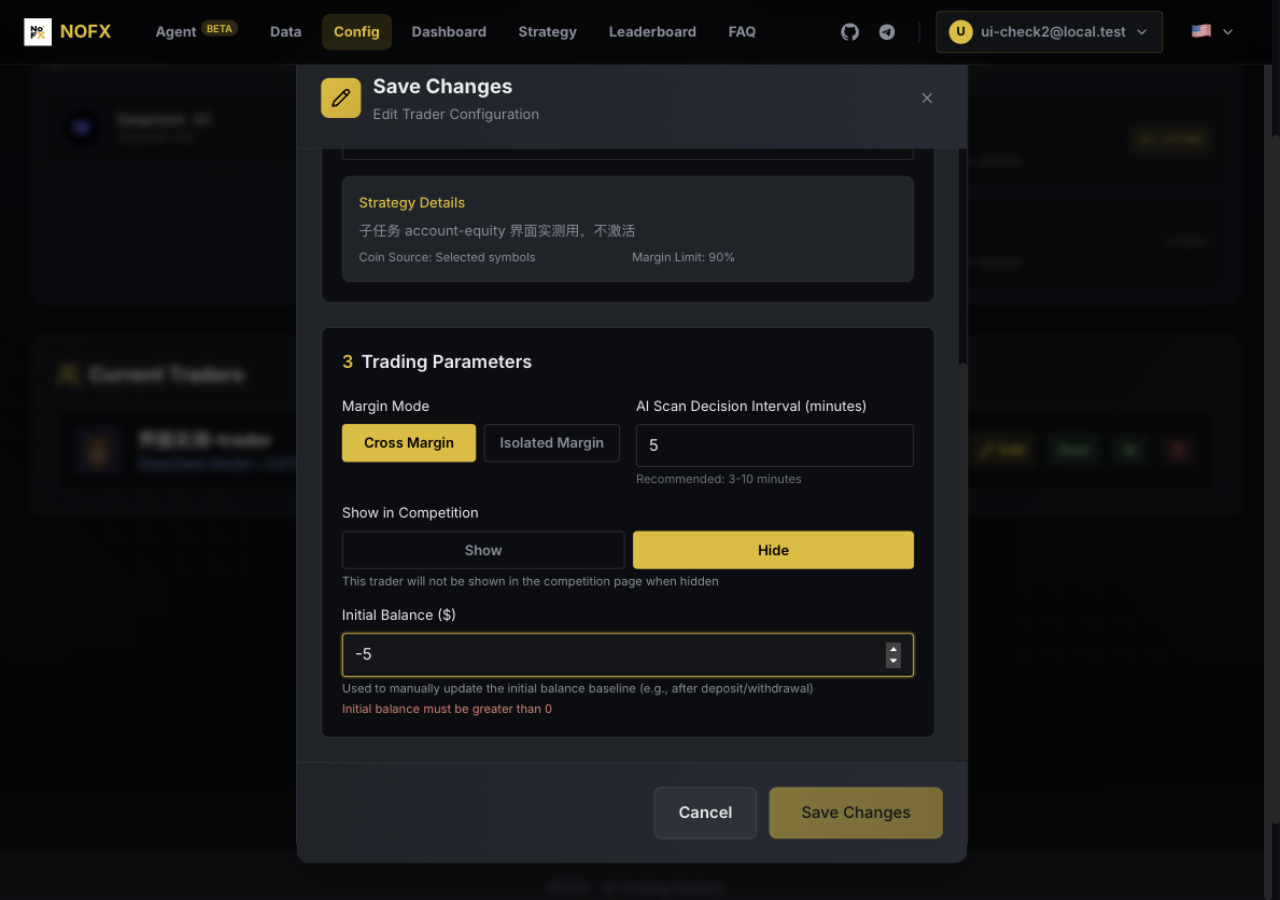 NOFX
Agent BETA Data Config Dashboard Strategy Leaderboard FAQ
U ui-check2@local.test
Save Changes
Edit Trader Configuration
Strategy Details
子任务 account-equity 界面实测用，不激活
Coin Source: Selected symbols Margin Limit: 90%
3 Trading Parameters
Margin Mode AI Scan Decision Interval (minutes)
Cross Margin Isolated Margin 5
Recommended: 3-10 minutes
Show in Competition
Show Hide
This trader will not be shown in the competition page when hidden
Initial Balance ($)
-5
Used to manually update the initial balance baseline (e.g., after deposit/withdrawal)
Initial balance must be greater than 0
Cancel Save Changes
Current Traders